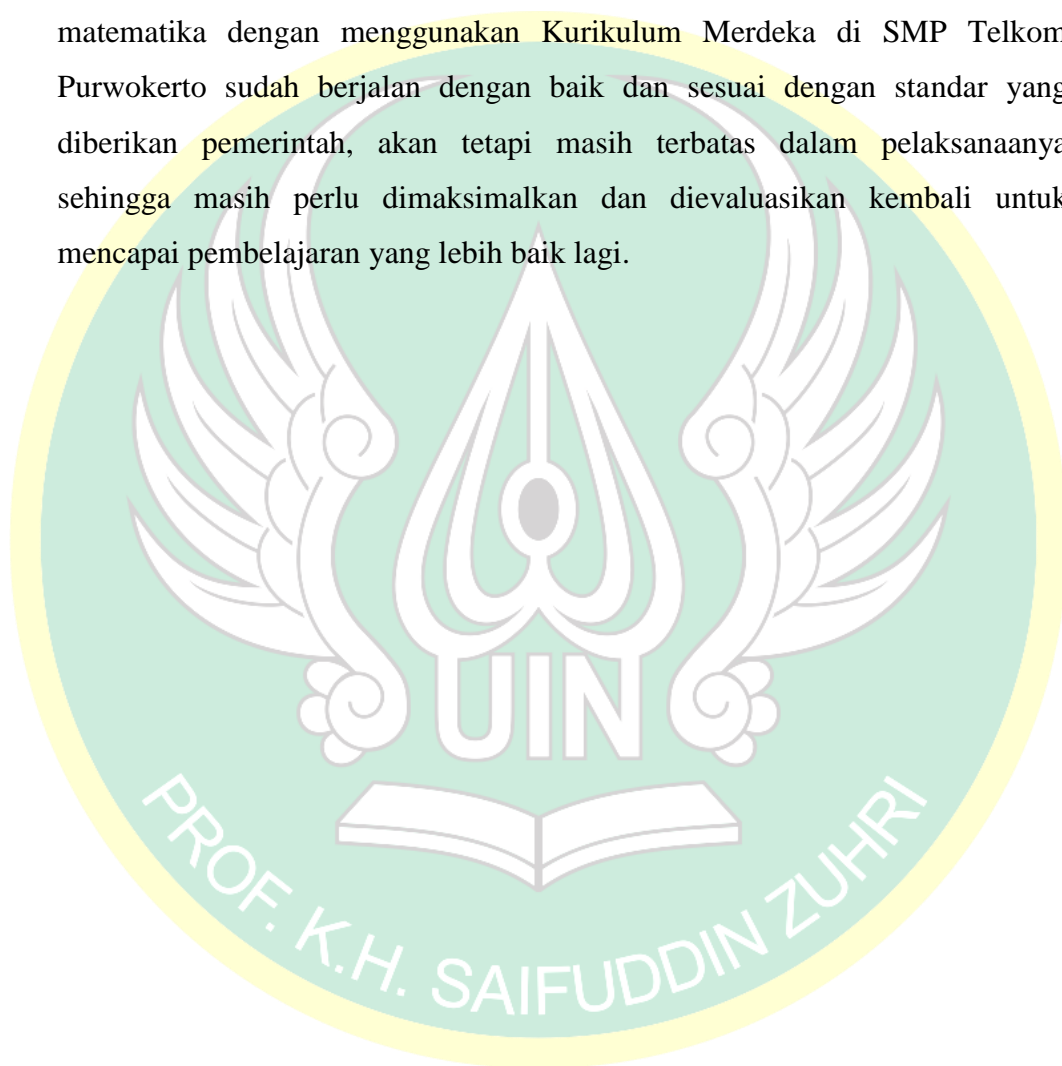 matematika dengan menggunakan Kurikulum Merdeka di SMP Telkom
Purwokerto sudah berjalan dengan baik dan sesuai dengan standar yang
diberikan pemerintah, akan tetapi masih terbatas dalam pelaksanaanya
sehingga masih perlu dimaksimalkan dan dievaluasikan kembali untuk
mencapai pembelajaran yang lebih baik lagi.
UIN
PROF. K.H. SAIFUDDIN ZUHRI